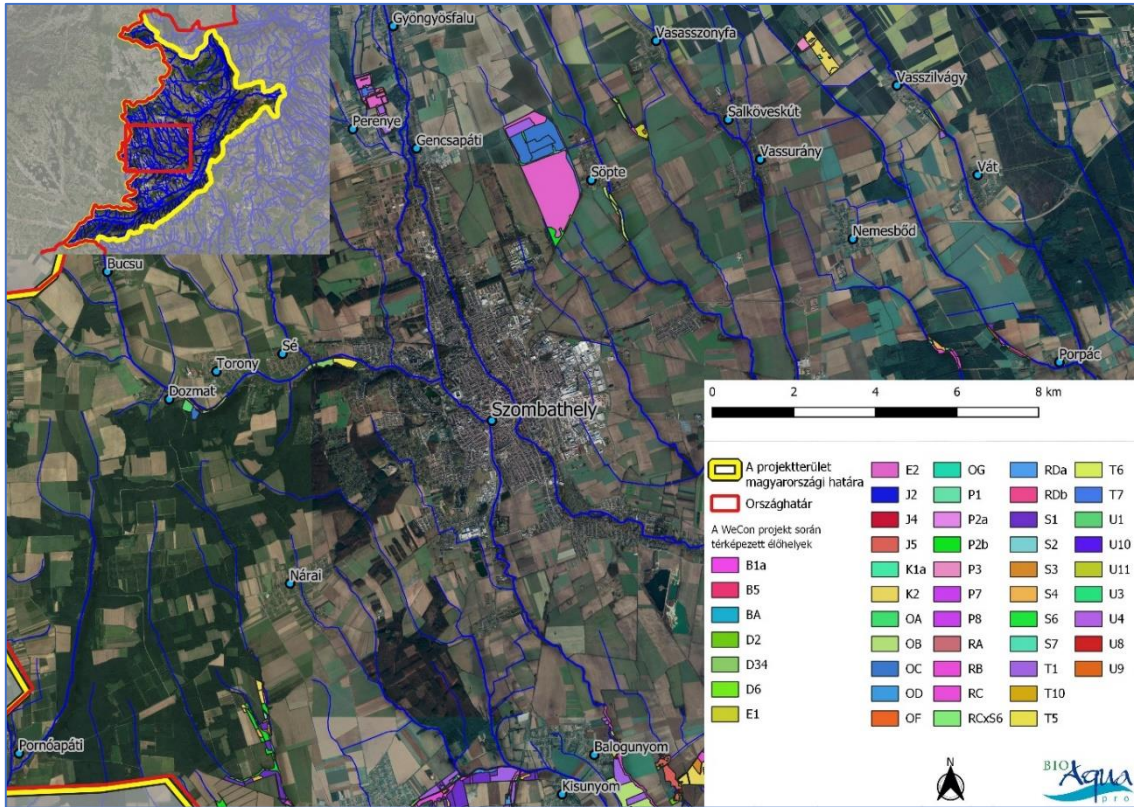 Gyöngyösfalu
Vasasszonyfa
Vasszilvágy
Perenye
Gencsapáti
Salköveskút
Vassurány
Söpte
Vát
Nemesbőd
Bucsu
Sé
Torony
Dozmat
Porpác
Szombathely
Nárai
Pornóapáti
Balogunyom
Kisunyom
0 2 4 6 8 km
A projektterület
magyarországi határa
Országhatár
A WeCon projekt során
térképezett élőhelyek
B1a
B5
BA
D2
D34
D6
E1
E2
J2
J4
J5
K1a
K2
OA
OB
OC
OD
OF
OG
P1
P2a
P2b
P3
P7
P8
RA
RB
RC
RCxS6
RDa
RDb
S1
S2
S3
S4
S6
S7
T1
T10
T5
T6
T7
U1
U10
U11
U3
U4
U8
U9
N
BIO
Aqua
pro